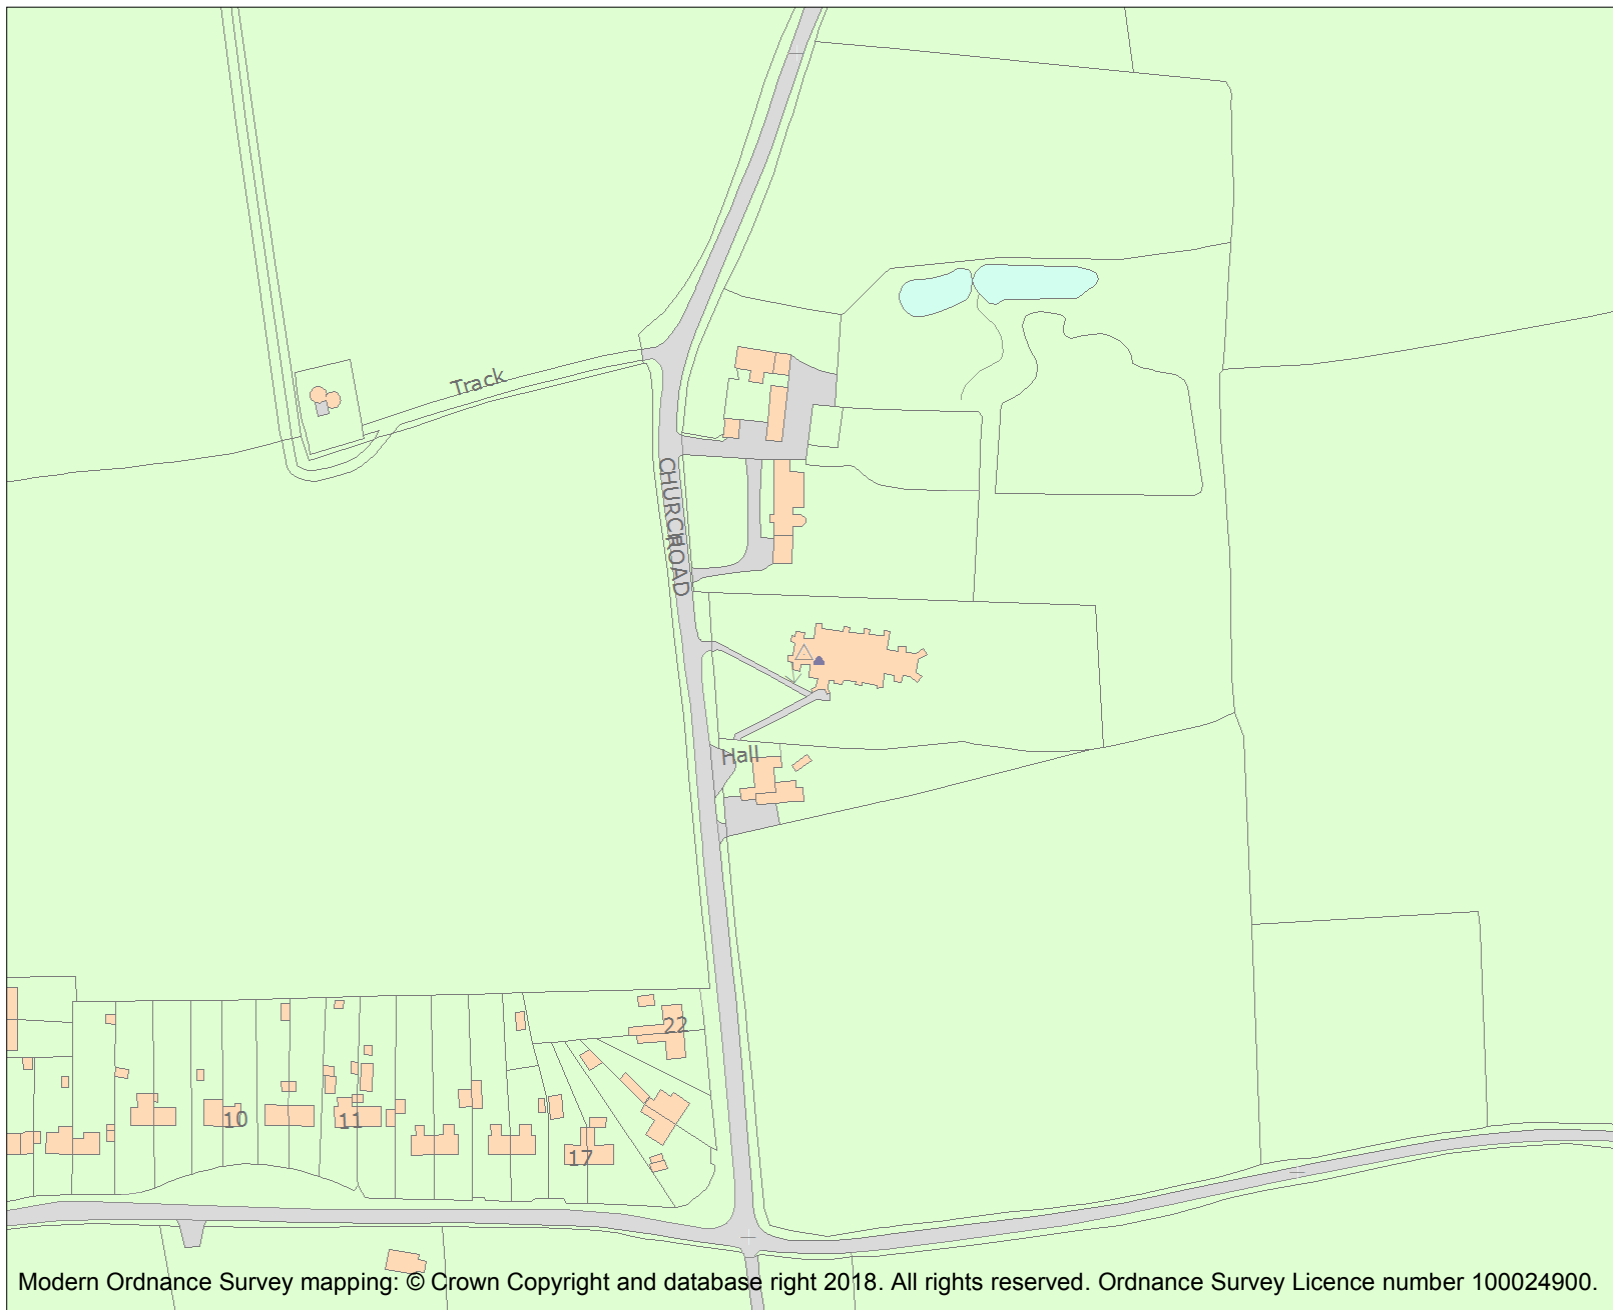 Track
CHURCH ROAD
Hall
22
10
11
17
Modern Ordnance Survey mapping: © Crown Copyright and database right 2018. All rights reserved. Ordnance Survey Licence number 100024900.